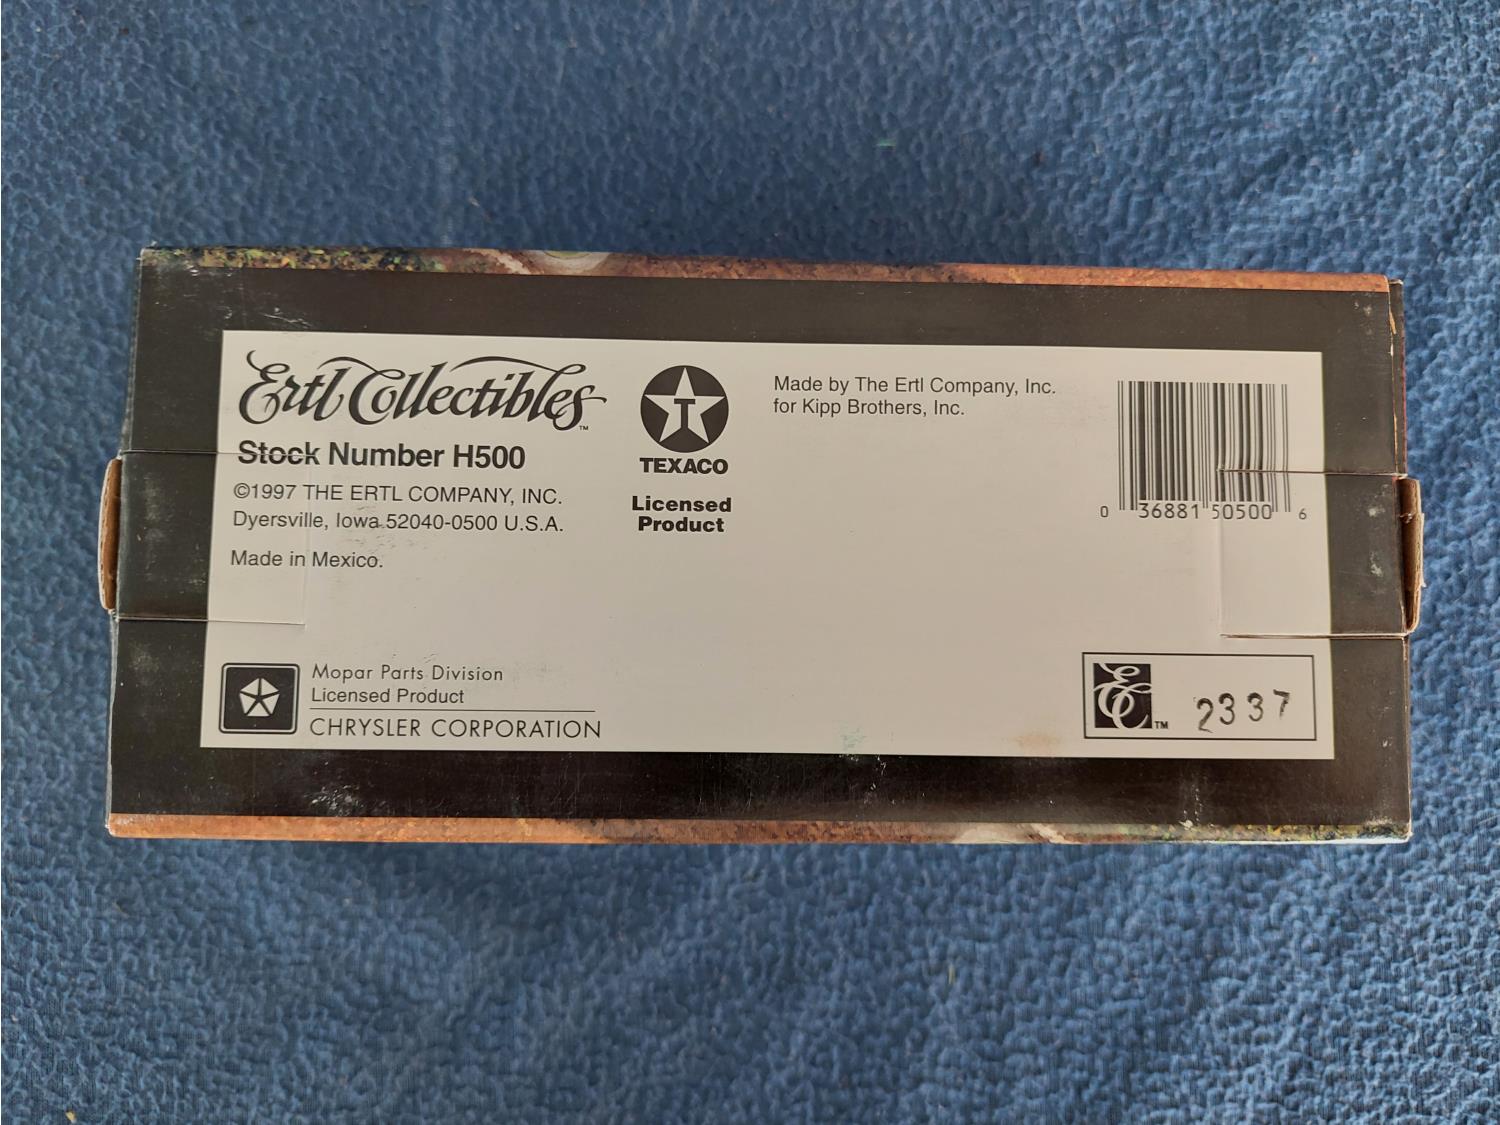 Ertl Collectibles™
Stock Number H500
©1997 THE ERTL COMPANY, INC.
Dyersville, Iowa 52040-0500 U.S.A.
Made in Mexico.
T
TEXACO
Licensed
Product
Made by The Ertl Company, Inc.
for Kipp Brothers, Inc.
0 36881 50500 6
Mopar Parts Division
Licensed Product
CHRYSLER CORPORATION
EC™ 2337